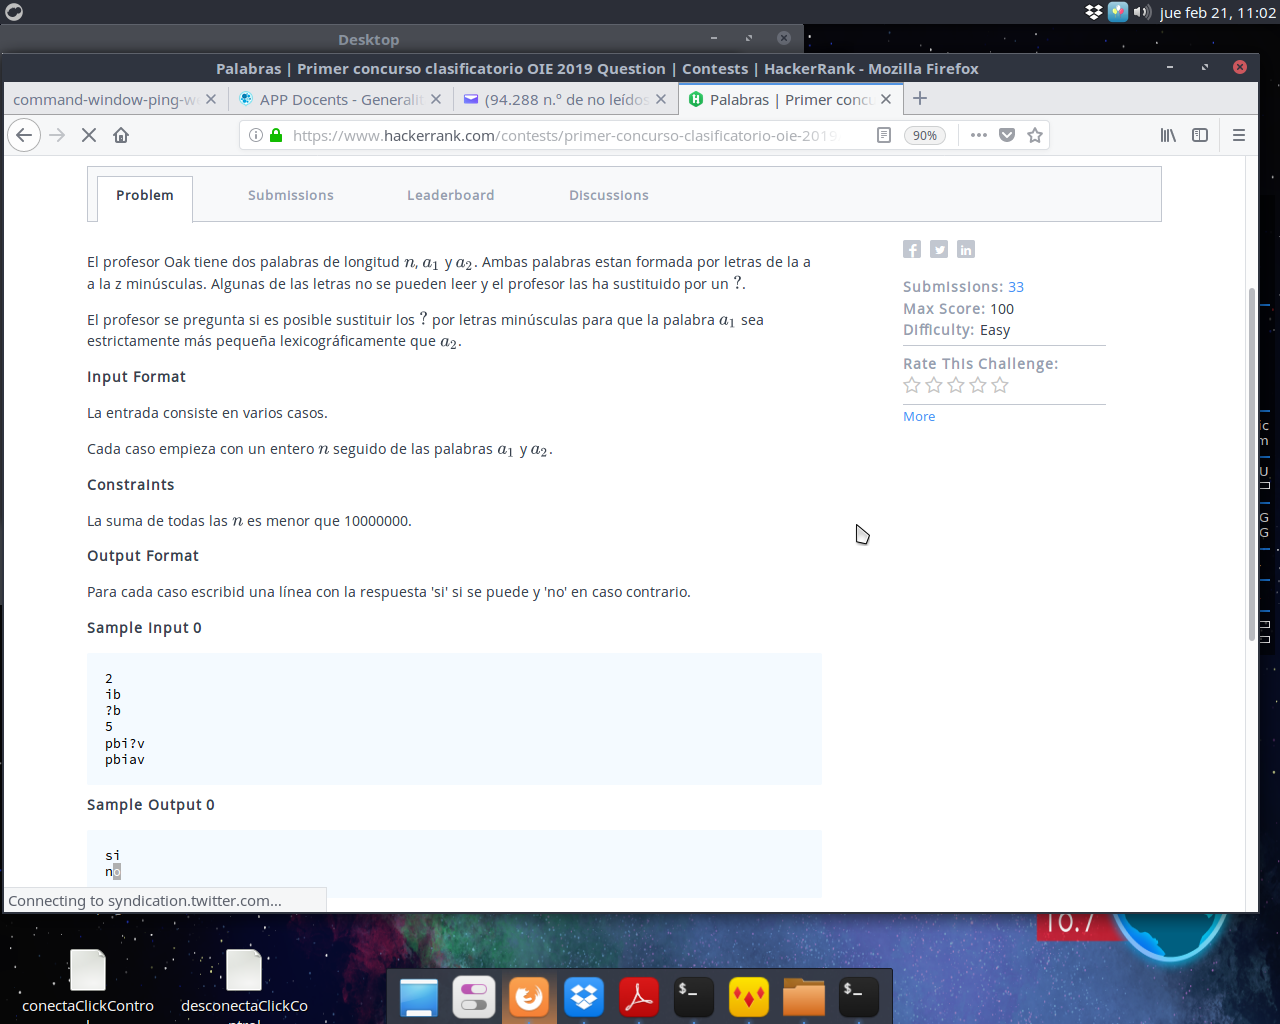 jue feb 21, 11:02
Desktop
Palabras | Primer concurso clasificatorio OIE 2019 Question | Contests | HackerRank - Mozilla Firefox
command-window-ping-w
APP Docents - Generali
(94.288 n.º de no leídos
Palabras | Primer concu
https://www.hackerrank.com/contests/primer-concurso-clasificatorio-oie-2019
90%
Problem
Submissions
Leaderboard
Discussions
El profesor Oak tiene dos palabras de longitud n, a1 y a2. Ambas palabras estan formada por letras de la a
a la z minúsculas. Algunas de las letras no se pueden leer y el profesor las ha sustituido por un ?.
El profesor se pregunta si es posible sustituir los ? por letras minúsculas para que la palabra a1 sea
estrictamente más pequeña lexicográficamente que a2.
Input Format
La entrada consiste en varios casos.
Cada caso empieza con un entero n seguido de las palabras a1 y a2.
Constraints
La suma de todas las n es menor que 10000000.
Output Format
Para cada caso escribid una línea con la respuesta 'si' si se puede y 'no' en caso contrario.
Sample Input 0
2
ib
?b
5
pbi?v
pbiav
Sample Output 0
si
no
Submissions: 33
Max Score: 100
Difficulty: Easy
Rate This Challenge:
More
Connecting to syndication.twitter.com...
10.7
conectaClickContro
desconectaClickCo